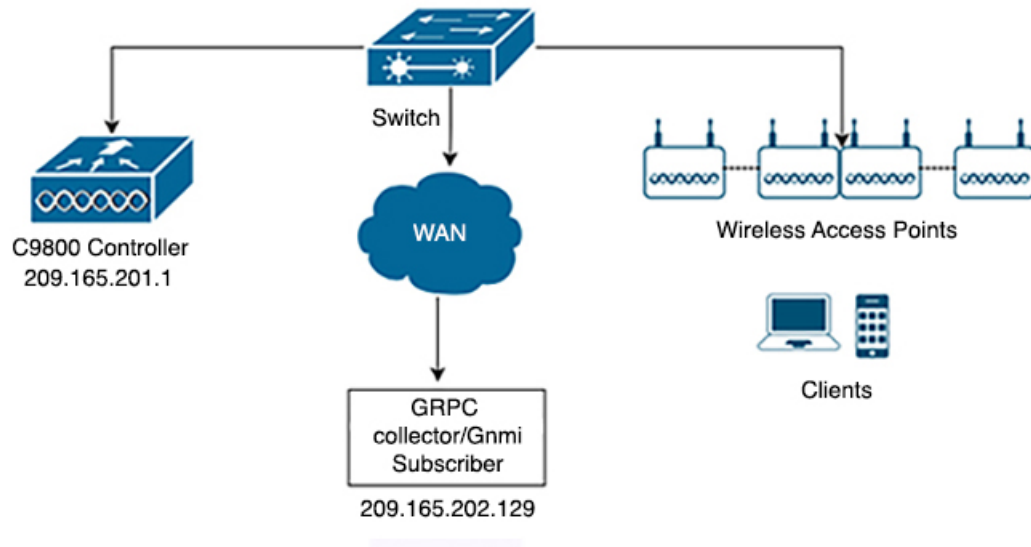 Switch
WAN
C9800 Controller
209.165.201.1
Wireless Access Points
Clients
GRPC
collector/Gnmi
Subscriber
209.165.202.129